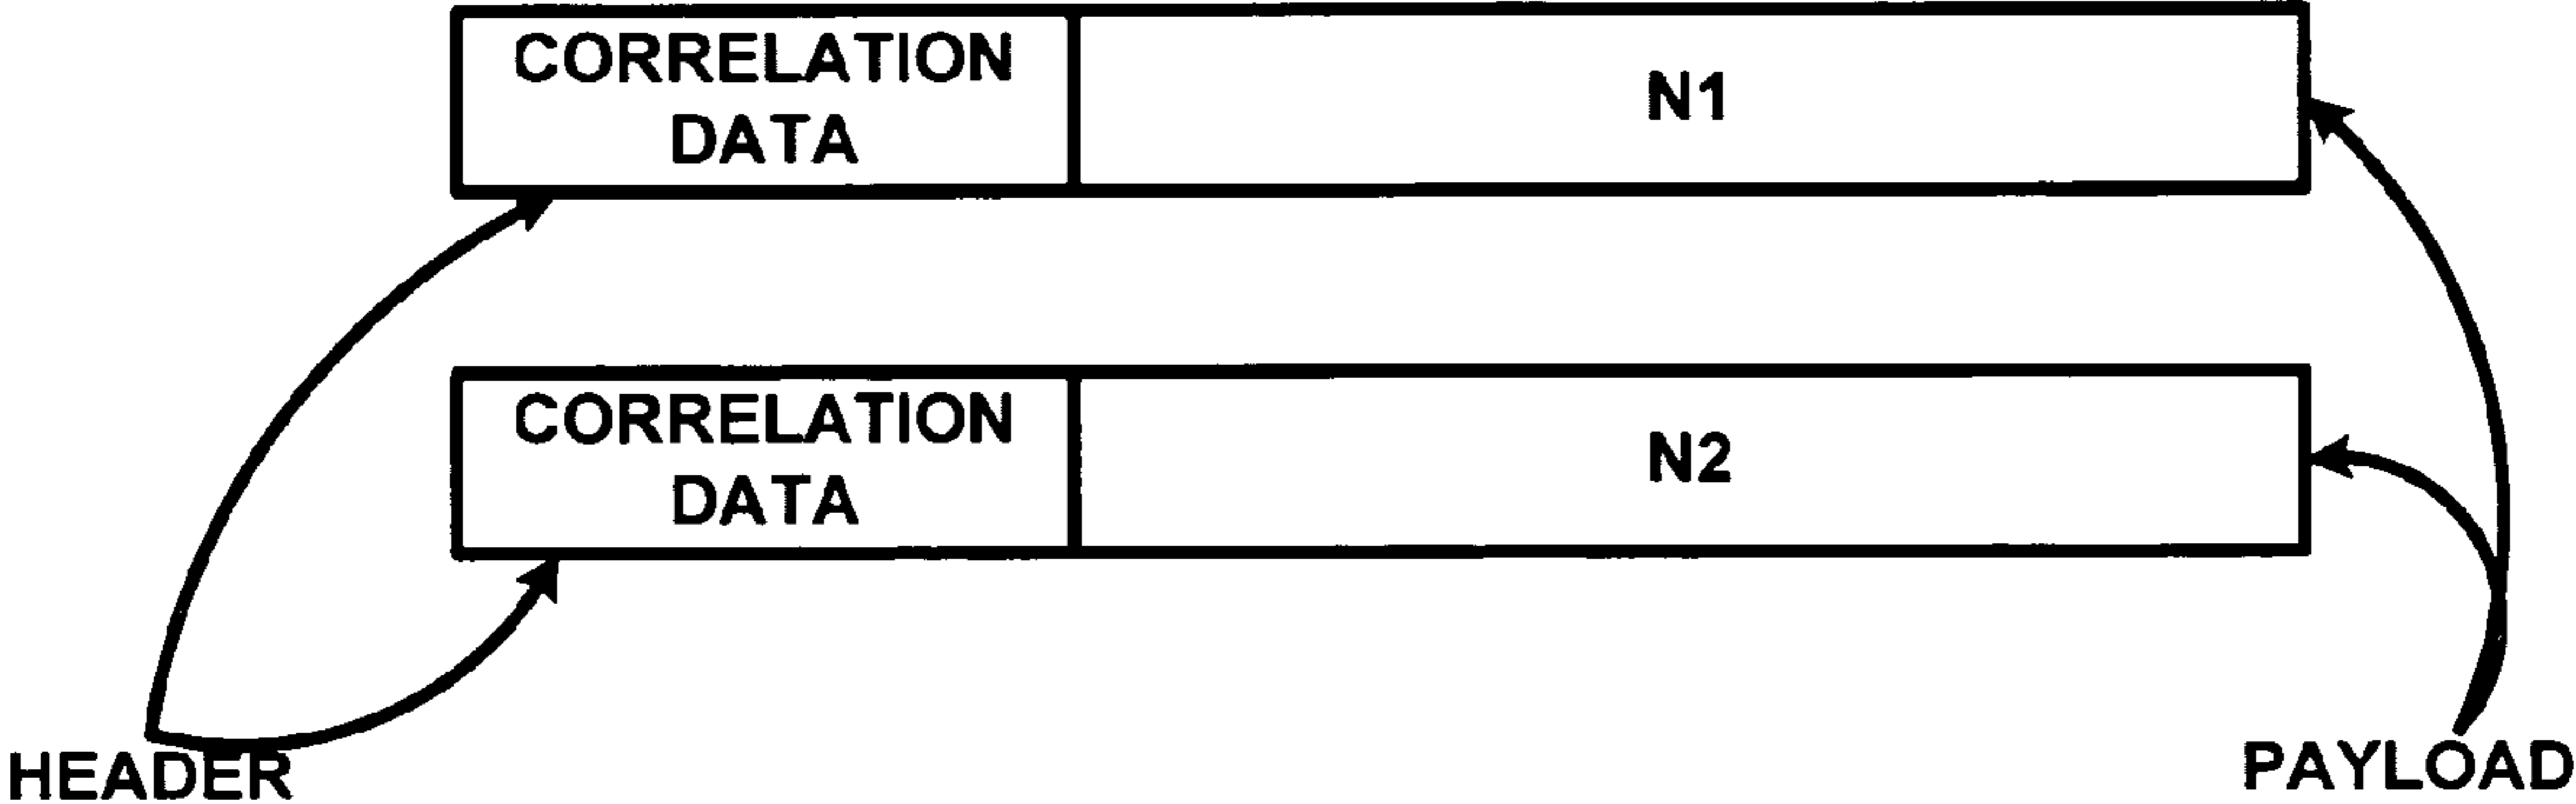 CORRELATION
DATA
N1
CORRELATION
DATA
N2
HEADER
PAYLOAD